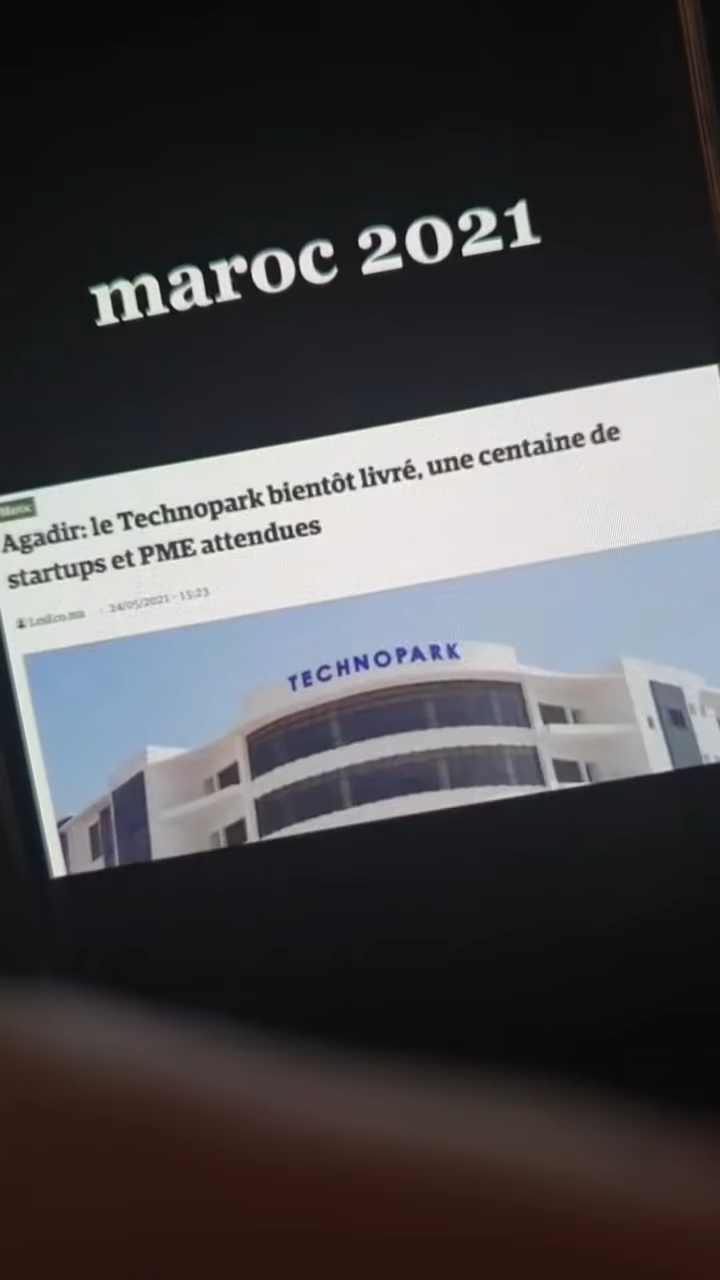 maroc 2021
Maroc
Agadir: le Technopark bientôt livré, une centaine de
startups et PME attendues
LesEco.ma - 24/05/2021 - 15:23
TECHNOPARK